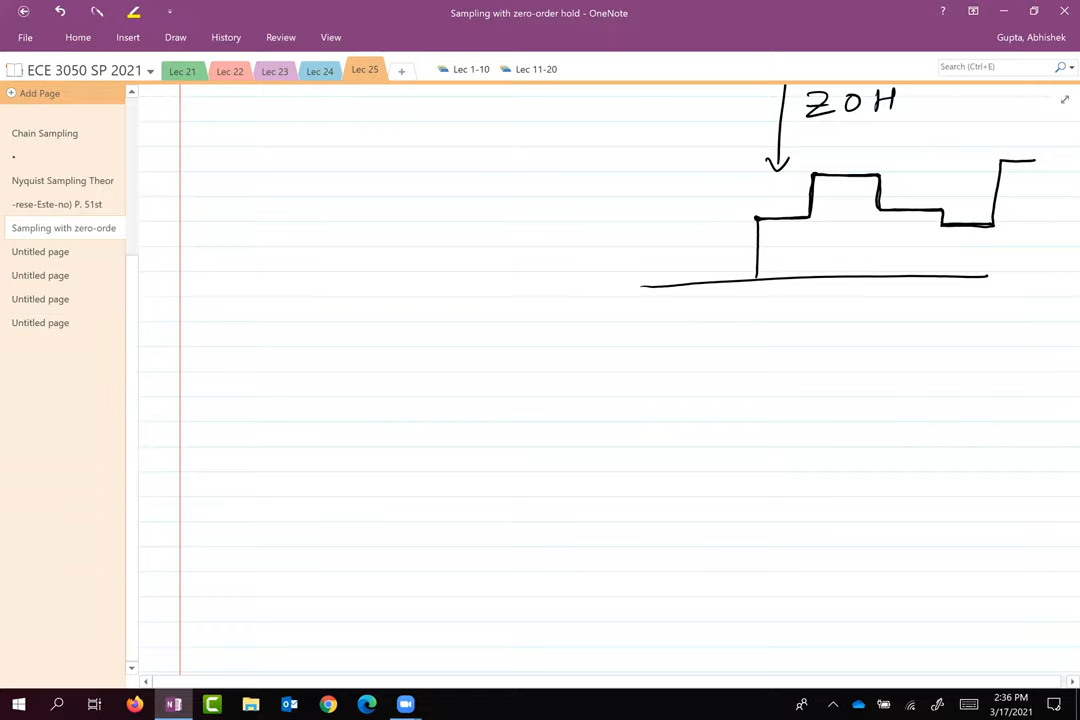 Sampling with zero-order hold - OneNote
?
File Home Insert Draw History Review View
Gupta, Abhishek
ECE 3050 SP 2021
Lec 21
Lec 22
Lec 23
Lec 24
Lec 25
+
Lec 1-10
Lec 11-20
Search (Ctrl+E)
Add Page
Chain Sampling
Nyquist Sampling Theor
-rese-Este-no) P. 51st
Sampling with zero-orde
Untitled page
Untitled page
Untitled page
Untitled page
ZOH
2:36 PM
3/17/2021